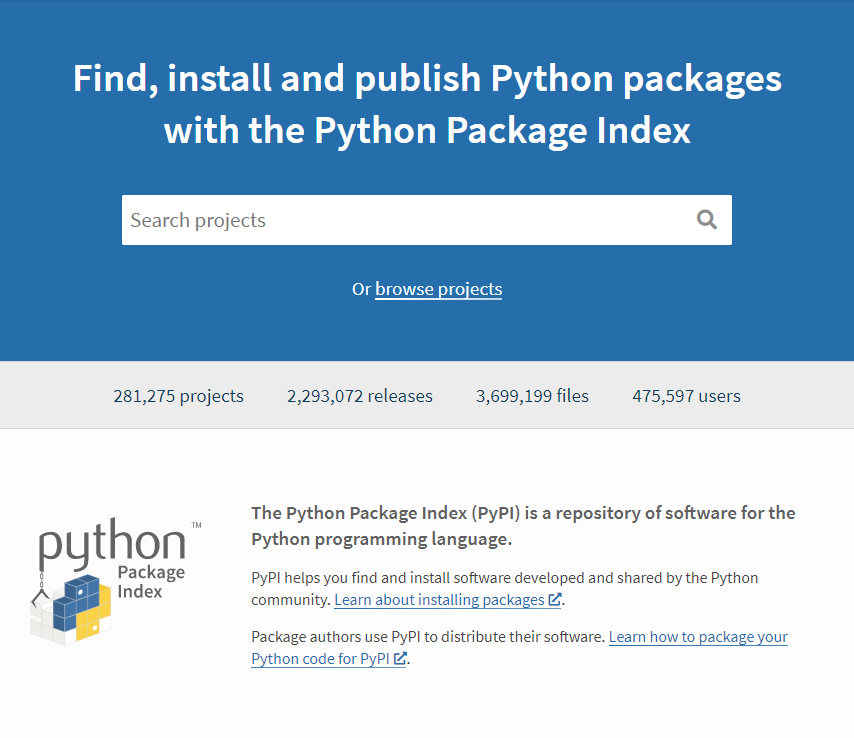 Find, install and publish Python packages
with the Python Package Index
Search projects
Or browse projects
281,275 projects 2,293,072 releases 3,699,199 files 475,597 users
python™
Package
Index
The Python Package Index (PyPI) is a repository of software for the
Python programming language.
PyPI helps you find and install software developed and shared by the Python
community. Learn about installing packages.
Package authors use PyPI to distribute their software. Learn how to package your
Python code for PyPI.